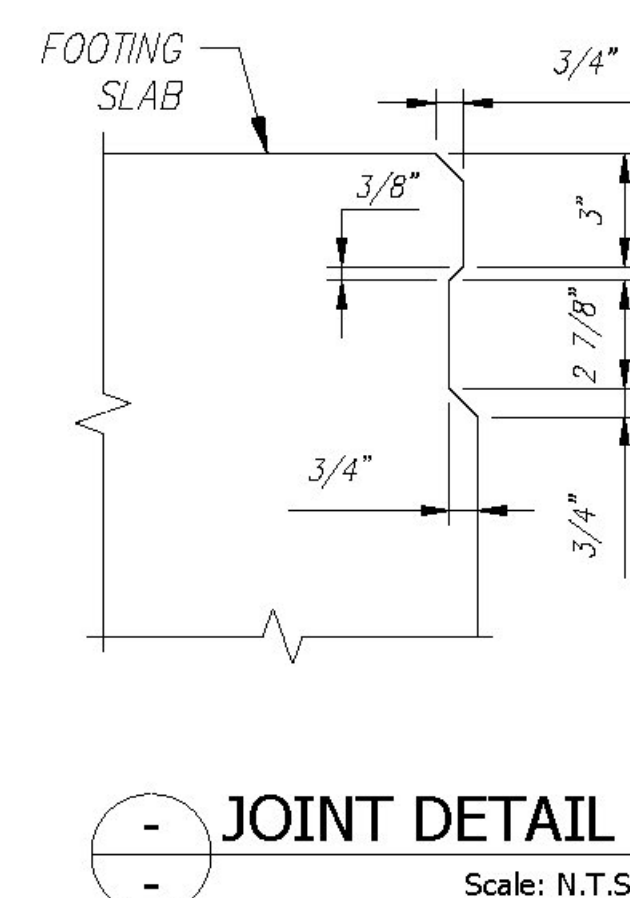 FOOTING
SLAB
3/4"
3/8"
3"
2 7/8"
3/4"
3/4"
-
JOINT DETAIL
-
Scale: N.T.S